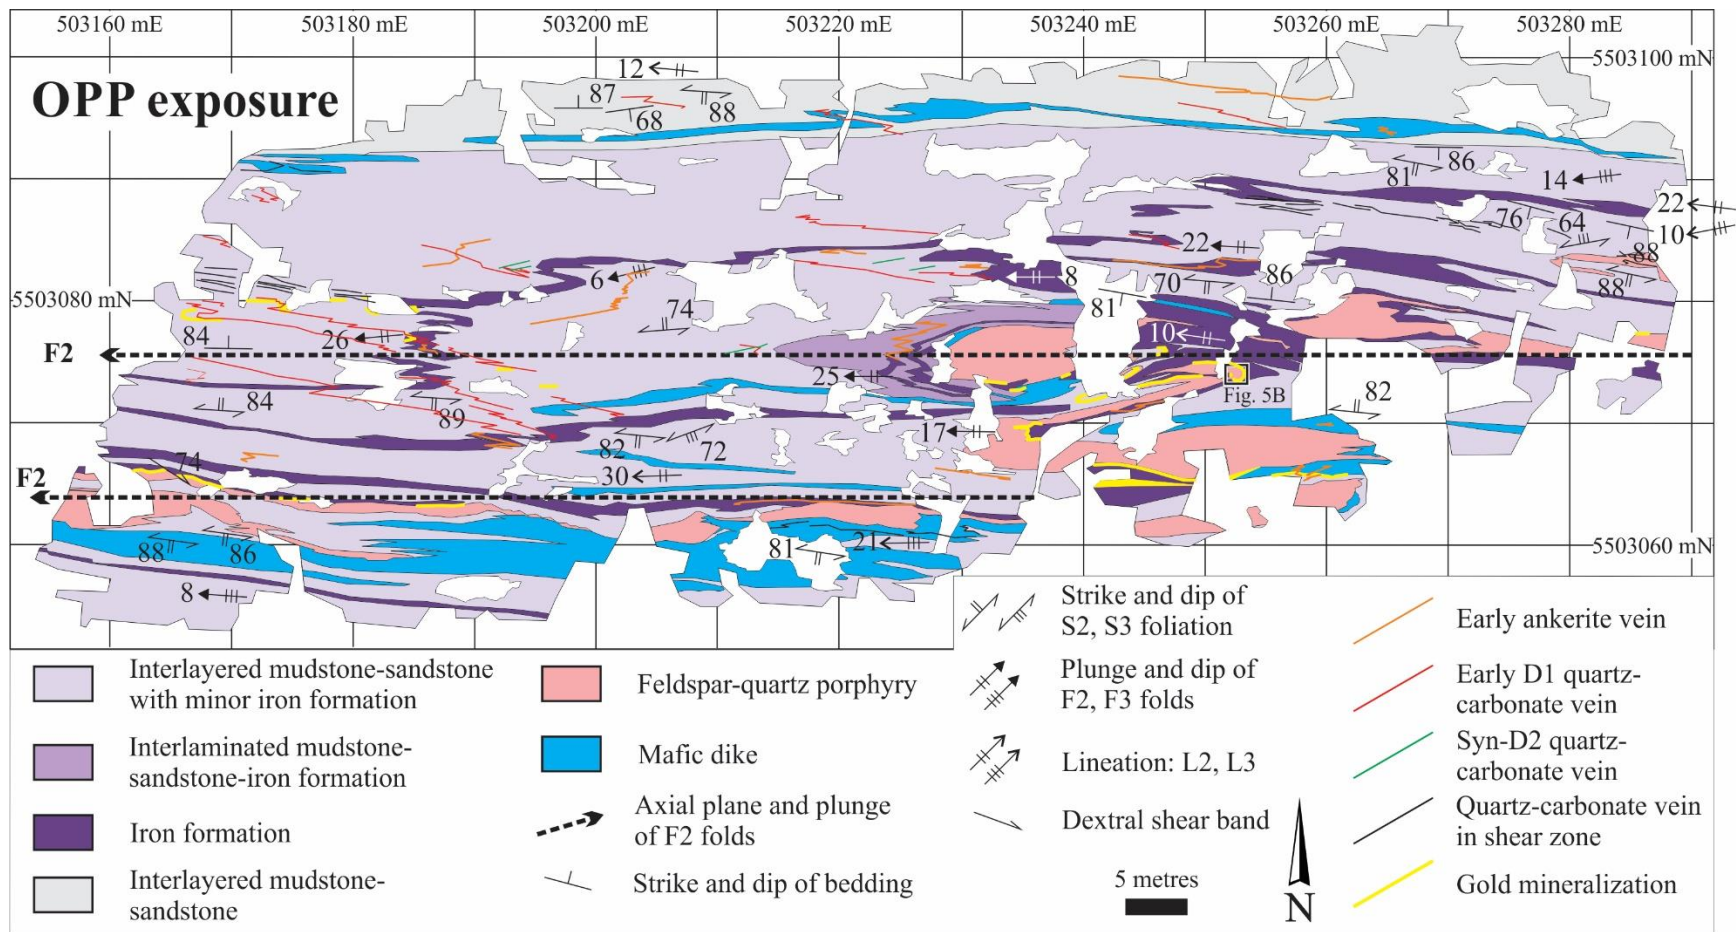 503160 mE 503180 mE 503200 mE 503220 mE 503240 mE 503260 mE 503280 mE
5503100 mN
OPP exposure
12
87
68
88
86
81
14
22
76
64
10
88
22
6
8
70
86
88
5503080 mN
81
74
84
26
10
F2
25
Fig. 5B
84
89
82
17
82
72
74
30
F2
88
86
81
21
5503060 mN
8
Interlayered mudstone-sandstone
with minor iron formation
Interlaminated mudstone-
sandstone-iron formation
Iron formation
Interlayered mudstone-
sandstone
Feldspar-quartz porphyry
Mafic dike
Axial plane and plunge
of F2 folds
Strike and dip of bedding
Strike and dip of
S2, S3 foliation
Plunge and dip of
F2, F3 folds
Lineation: L2, L3
Dextral shear band
5 metres
N
Early ankerite vein
Early D1 quartz-
carbonate vein
Syn-D2 quartz-
carbonate vein
Quartz-carbonate vein
in shear zone
Gold mineralization